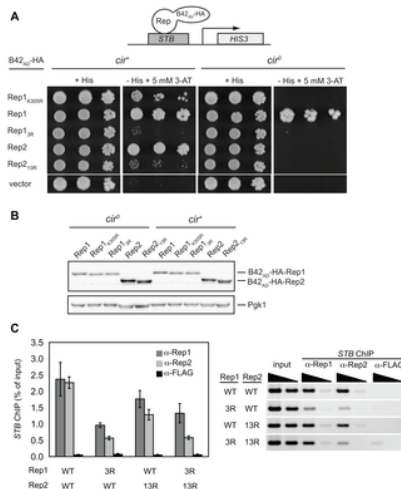 A
Rep
B42AD-HA
STB
HIS3
B42AD-HA
cir+
cir0
+ His
- His + 5 mM 3-AT
+ His
- His + 5 mM 3-AT
Rep1K305R
Rep1
Rep13R
Rep2
Rep213R
vector
B
cir0
cir+
Rep1
Rep1K305R
Rep13R
Rep2
Rep213R
Rep1
Rep1K305R
Rep13R
Rep2
Rep213R
B42AD-HA-Rep1
B42AD-HA-Rep2
Pgk1
C
STB ChIP (% of input)
3.5
3.0
2.5
2.0
1.5
1.0
0.5
0.0
α-Rep1
α-Rep2
α-FLAG
Rep1 WT 3R WT 3R
Rep2 WT WT 13R 13R
STB ChIP
Rep1 Rep2 input α-Rep1 α-Rep2 α-FLAG
WT WT
3R WT
WT 13R
3R 13R